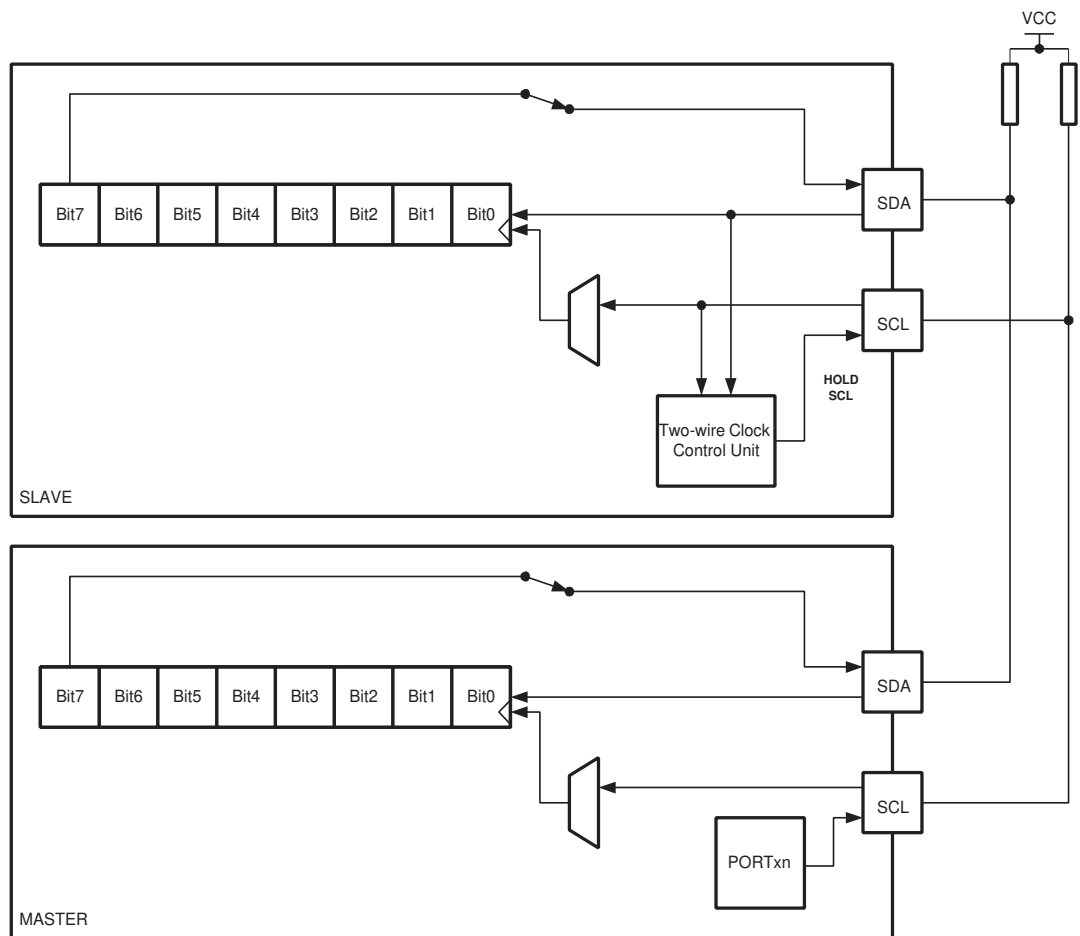 VCC
Bit7 Bit6 Bit5 Bit4 Bit3 Bit2 Bit1 Bit0
SDA
SCL
HOLD
SCL
Two-wire Clock
Control Unit
SLAVE
Bit7 Bit6 Bit5 Bit4 Bit3 Bit2 Bit1 Bit0
SDA
SCL
PORTxn
MASTER